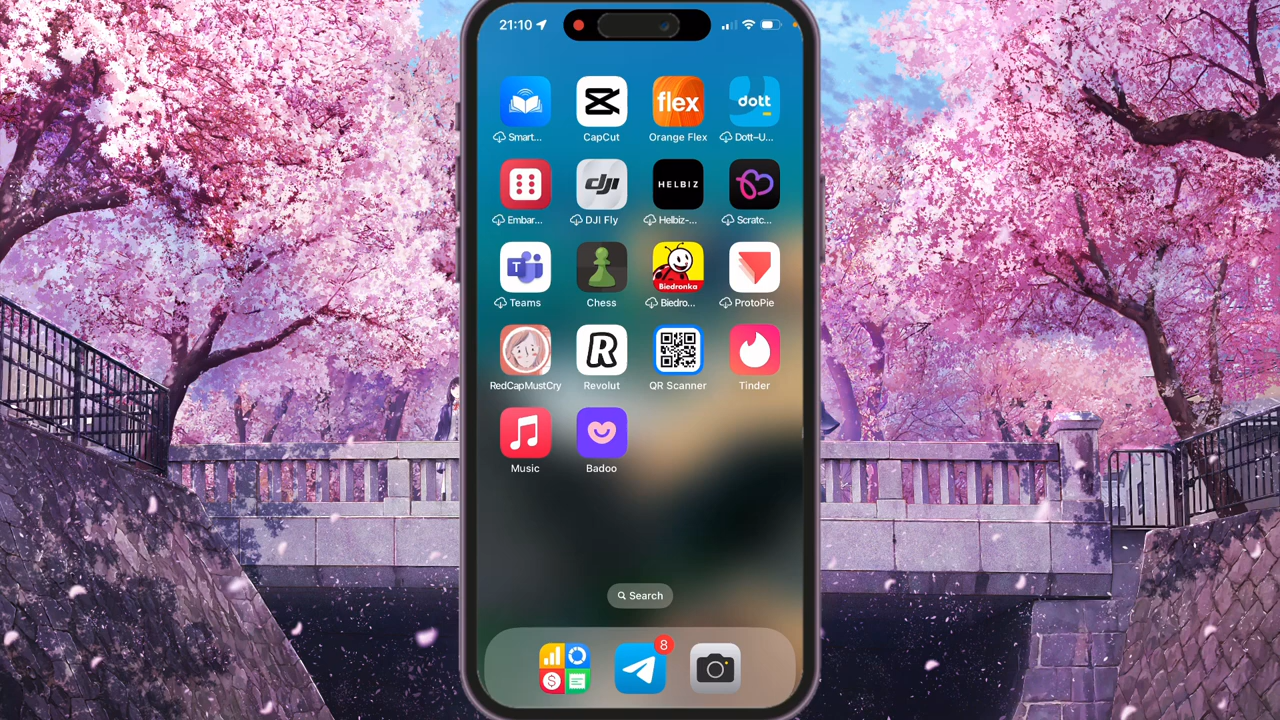 21:10
flex
dott
Smart...
CapCut
Orange Flex
Dott–U...
dji
HELBIZ
Embar...
DJI Fly
Helbiz-...
Scratc...
T
Biedronka
Teams
Chess
Biedro...
ProtoPie
R
RedCapMustCry
Revolut
QR Scanner
Tinder
Music
Badoo
Search
8
$